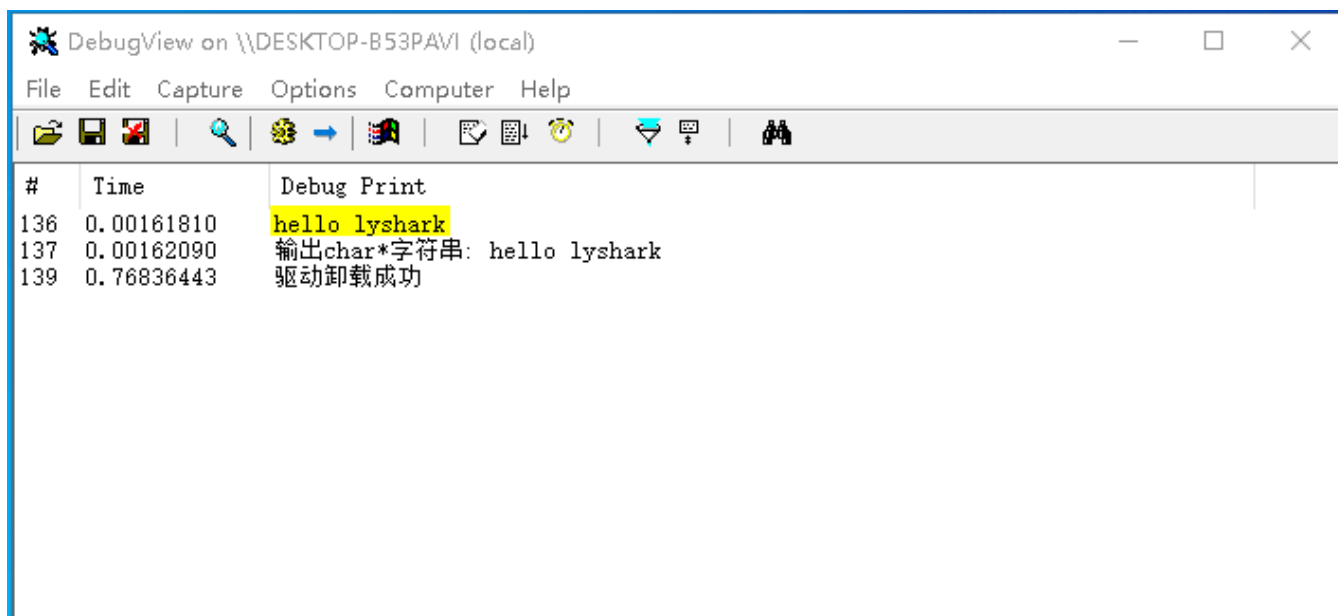 DebugView on \\DESKTOP-B53PAVI (local)
File Edit Capture Options Computer Help
# Time Debug Print
136 0.00161810 hello lyshark
137 0.00162090 输出char*字符串: hello lyshark
139 0.76836443 驱动卸载成功